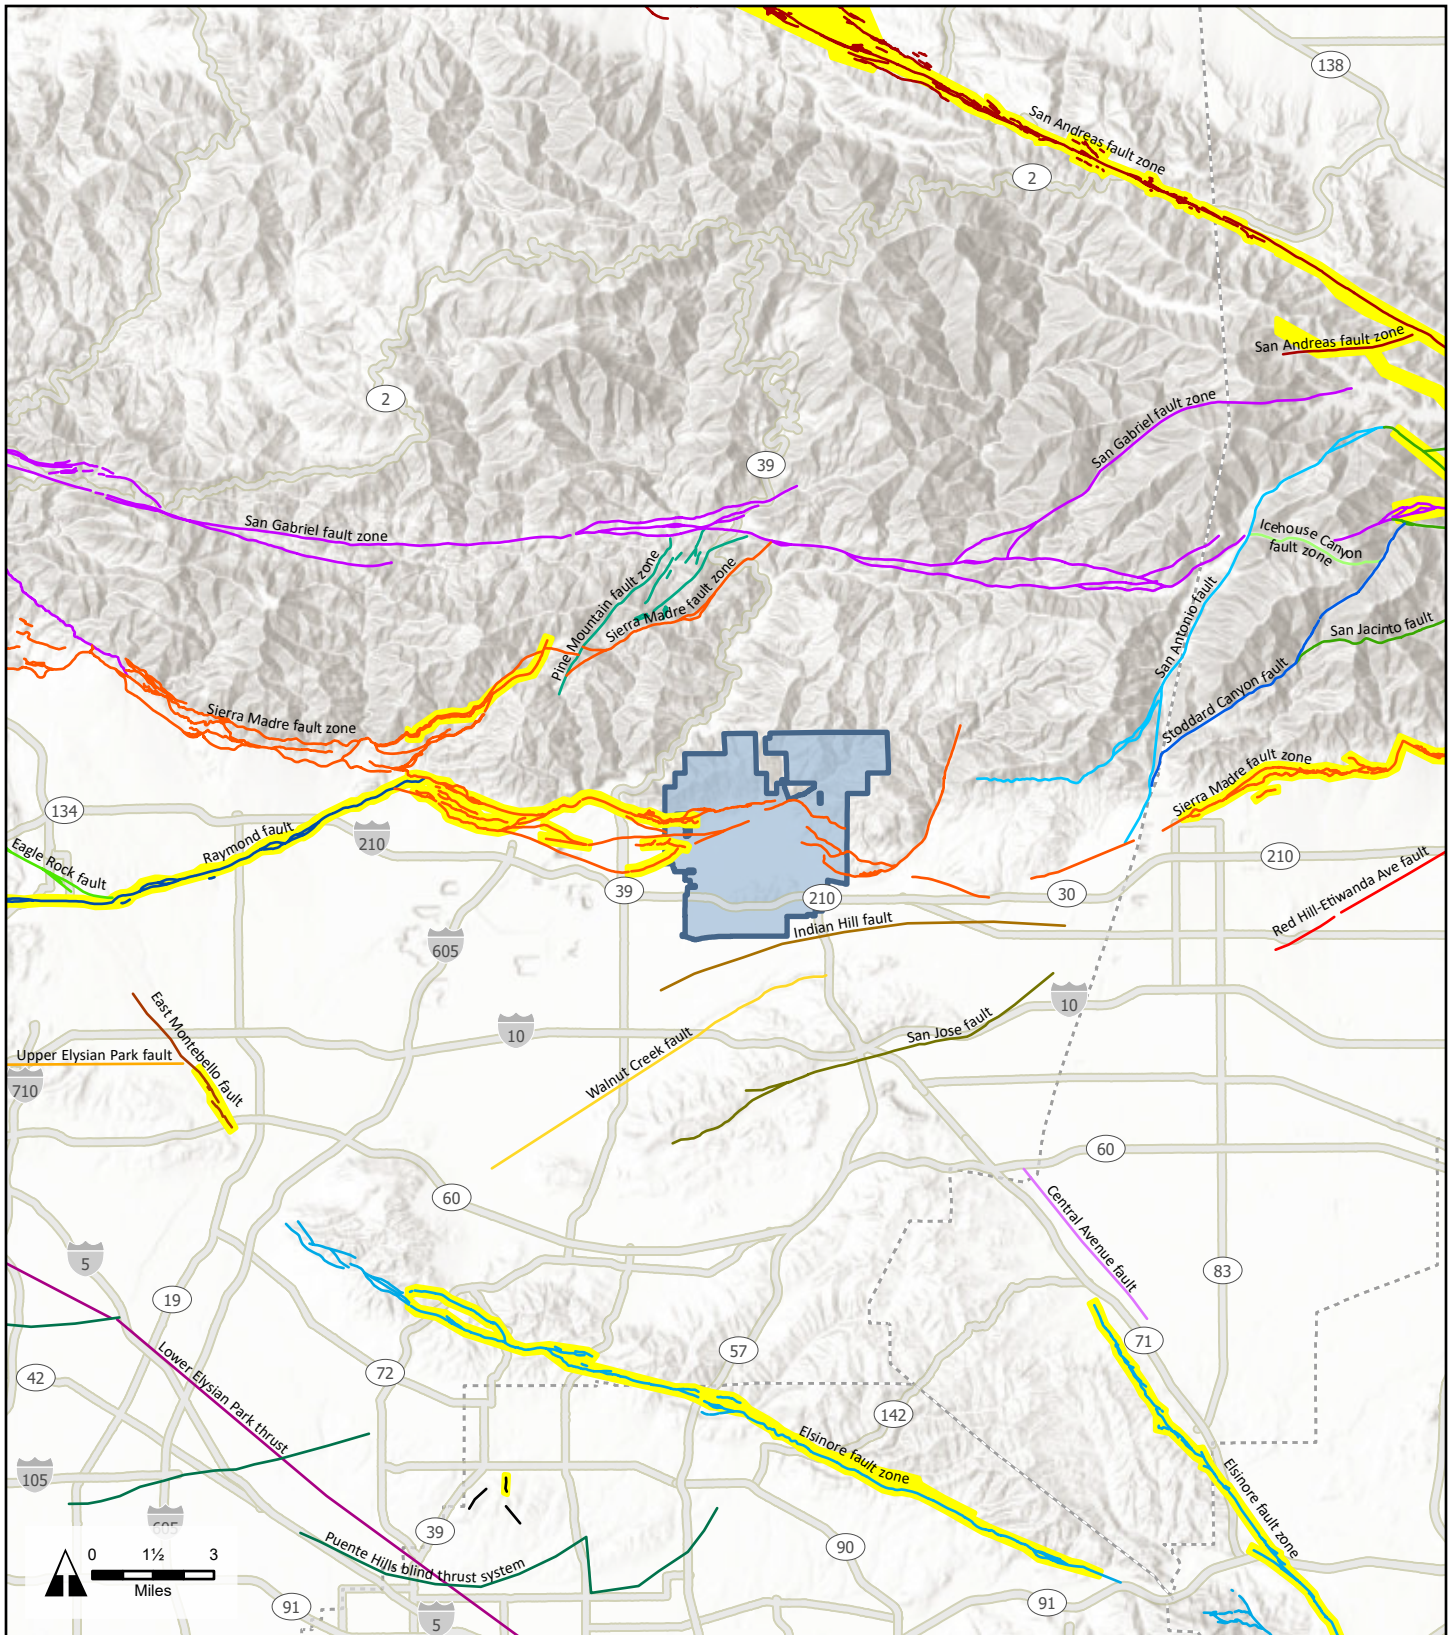 138
San Andreas fault zone
2
San Andreas fault zone
2
San Gabriel fault zone
39
San Gabriel fault zone
Icehouse Canyon
fault zone
Pine Mountain fault zone
Sierra Madre fault zone
San Antonio fault
San Jacinto fault
Stoddard Canyon fault
Sierra Madre fault zone
Sierra Madre fault zone
134
210
Raymond fault
Eagle Rock fault
210
39
210
30
Red Hill-Etiwanda Ave fault
Indian Hill fault
605
10
10
East Montebello fault
San Jose fault
Walnut Creek fault
Upper Elysian Park fault
710
60
60
Central Avenue fault
5
83
19
71
57
Lower Elysian Park thrust
72
42
142
Elsinore fault zone
105
Elsinore fault zone
605
39
90
Puente Hills blind thrust system
0 1½ 3
Miles
91
91
5